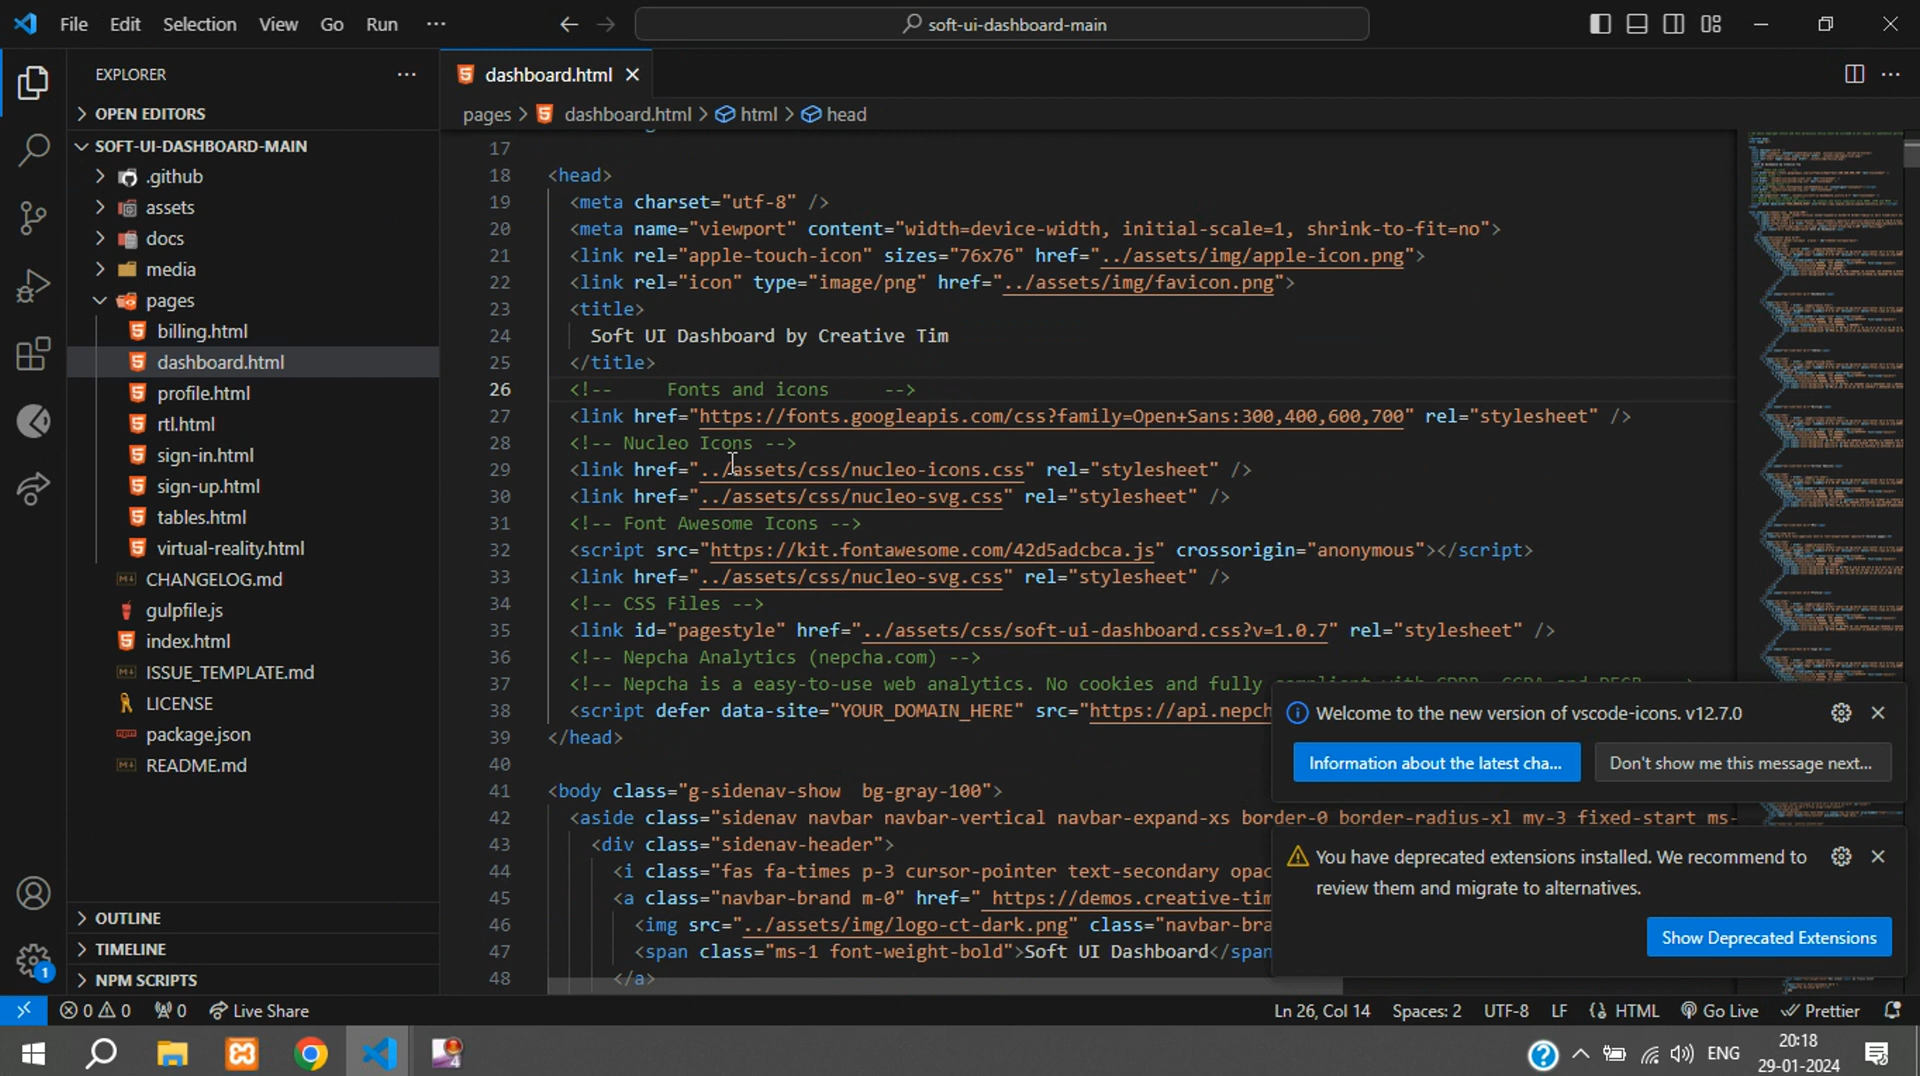 File Edit Selection View Go Run ···
soft-ui-dashboard-main
EXPLORER ···
OPEN EDITORS
SOFT-UI-DASHBOARD-MAIN
.github
assets
docs
media
pages
billing.html
dashboard.html
profile.html
rtl.html
sign-in.html
sign-up.html
tables.html
virtual-reality.html
CHANGELOG.md
gulpfile.js
index.html
ISSUE_TEMPLATE.md
LICENSE
package.json
README.md
OUTLINE
TIMELINE
NPM SCRIPTS
dashboard.html
pages > dashboard.html > html > head
17
18 <head>
19 <meta charset="utf-8" />
20 <meta name="viewport" content="width=device-width, initial-scale=1, shrink-to-fit=no">
21 <link rel="apple-touch-icon" sizes="76x76" href="../assets/img/apple-icon.png">
22 <link rel="icon" type="image/png" href="../assets/img/favicon.png">
23 <title>
24 Soft UI Dashboard by Creative Tim
25 </title>
26 <!--     Fonts and icons     -->
27 <link href="https://fonts.googleapis.com/css?family=Open+Sans:300,400,600,700" rel="stylesheet" />
28 <!-- Nucleo Icons -->
29 <link href="../assets/css/nucleo-icons.css" rel="stylesheet" />
30 <link href="../assets/css/nucleo-svg.css" rel="stylesheet" />
31 <!-- Font Awesome Icons -->
32 <script src="https://kit.fontawesome.com/42d5adcbca.js" crossorigin="anonymous"></script>
33 <link href="../assets/css/nucleo-svg.css" rel="stylesheet" />
34 <!-- CSS Files -->
35 <link id="pagestyle" href="../assets/css/soft-ui-dashboard.css?v=1.0.7" rel="stylesheet" />
36 <!-- Nepcha Analytics (nepcha.com) -->
37 <!-- Nepcha is a easy-to-use web analytics. No cookies and fully
38 <script defer data-site="YOUR_DOMAIN_HERE" src="https://api.nepch
39 </head>
40
41 <body class="g-sidenav-show  bg-gray-100">
42 <aside class="sidenav navbar navbar-vertical navbar-expand-xs border-0 border-radius-xl my-3 fixed-start ms-
43 <div class="sidenav-header">
44 <i class="fas fa-times p-3 cursor-pointer text-secondary opac
45 <a class="navbar-brand m-0" href=" https://demos.creative-tim
46 <img src="../assets/img/logo-ct-dark.png" class="navbar-bra
47 <span class="ms-1 font-weight-bold">Soft UI Dashboard</span
48 </a>
Welcome to the new version of vscode-icons. v12.7.0
Information about the latest cha...
Don't show me this message next...
You have deprecated extensions installed. We recommend to
review them and migrate to alternatives.
Show Deprecated Extensions
1
0 0 0 Live Share
Ln 26, Col 14 Spaces: 2 UTF-8 LF HTML Go Live Prettier
4
ENG
20:18
29-01-2024